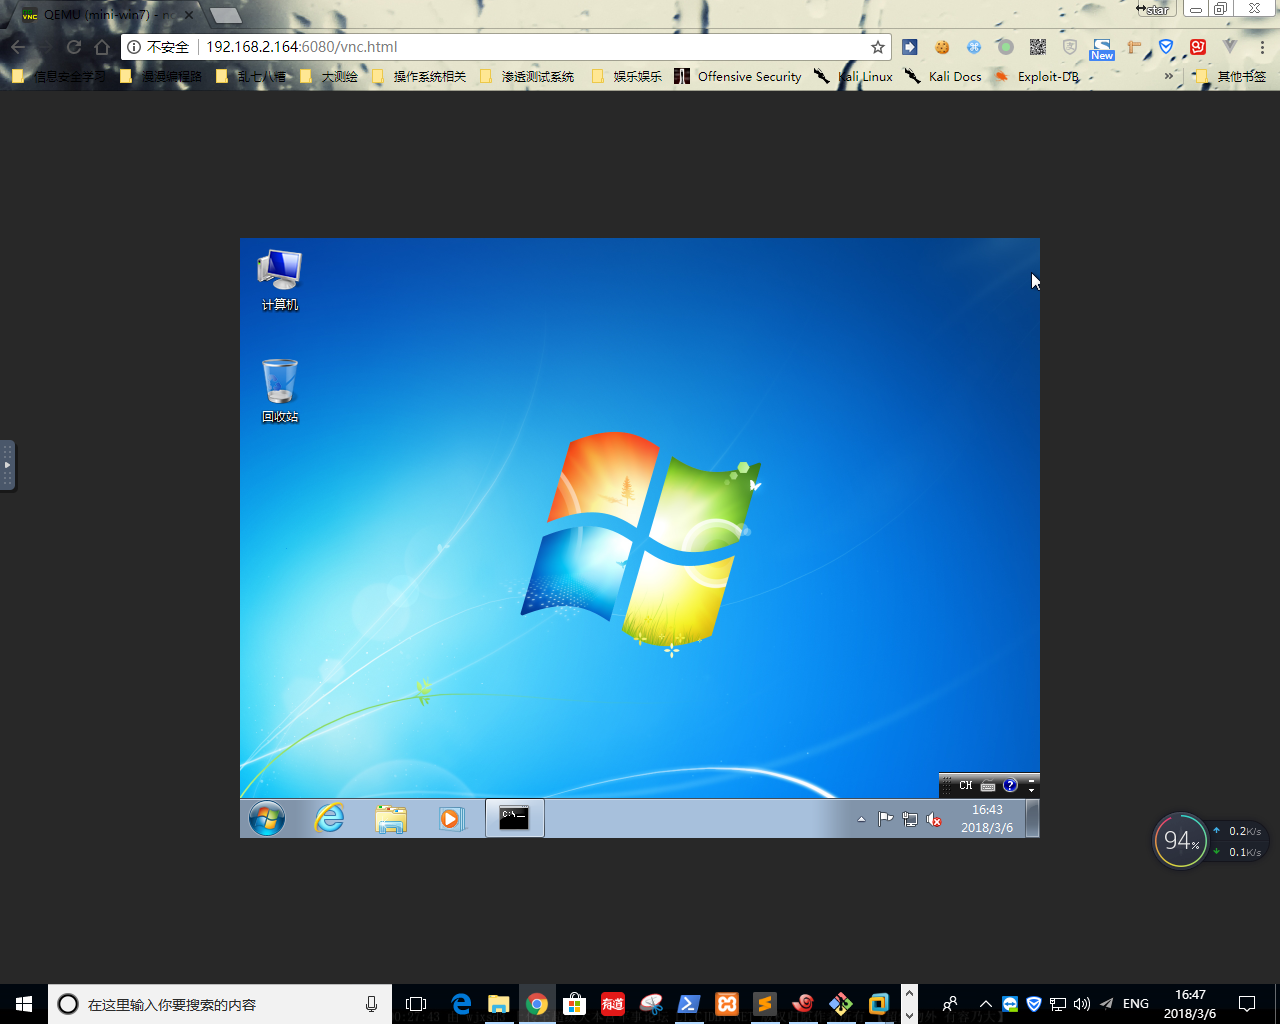 QEMU (mini-win7) - no
star
不安全
192.168.2.164:6080/vnc.html
New
信息安全学习
漫漫编程路
乱七八糟
大测绘
操作系统相关
渗透测试系统
娱乐娱乐
Offensive Security
Kali Linux
Kali Docs
Exploit-DB
»
其他书签
计算机
回收站
CH
C:\
16:43
2018/3/6
94%
0.2K/s
0.1K/s
在这里输入你要搜索的内容
有道
ENG
16:47
2018/3/6